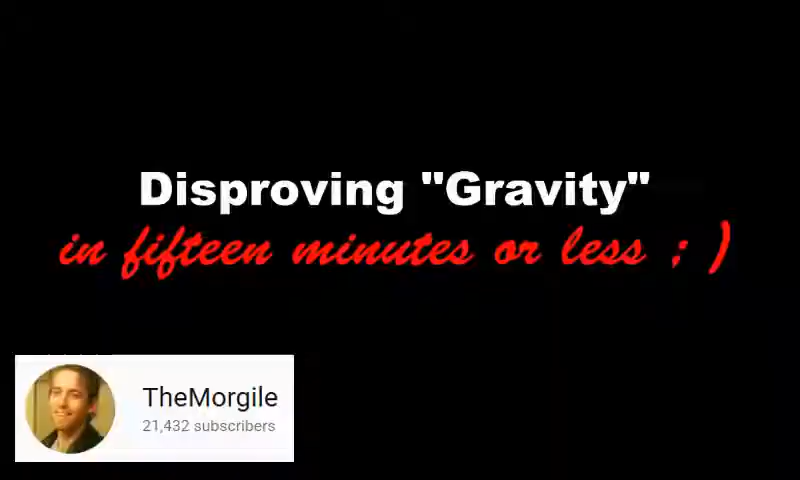 Disproving "Gravity"
in fifteen minutes or less ; )
TheMorgile
21,432 subscribers